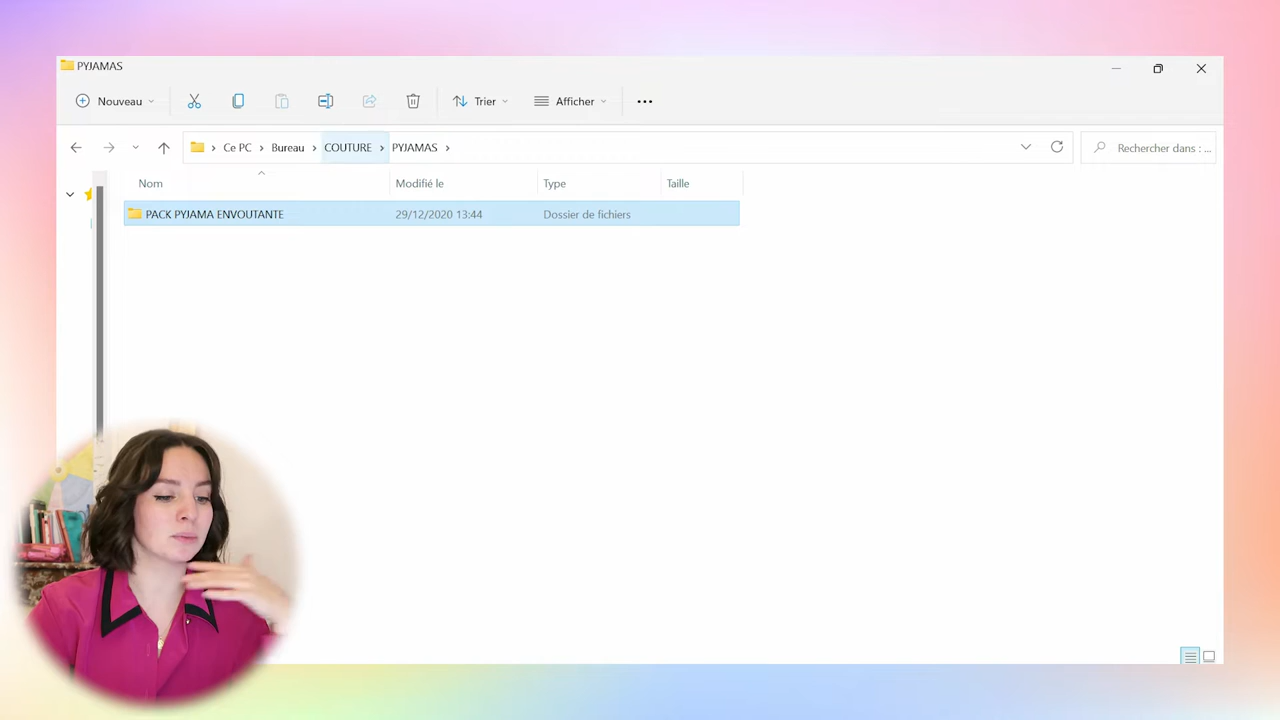 PYJAMAS
Nouveau Trier Afficher
Ce PC Bureau COUTURE PYJAMAS Rechercher dans : ...
Nom Modifié le Type Taille
PACK PYJAMA ENVOUTANTE 29/12/2020 13:44 Dossier de fichiers